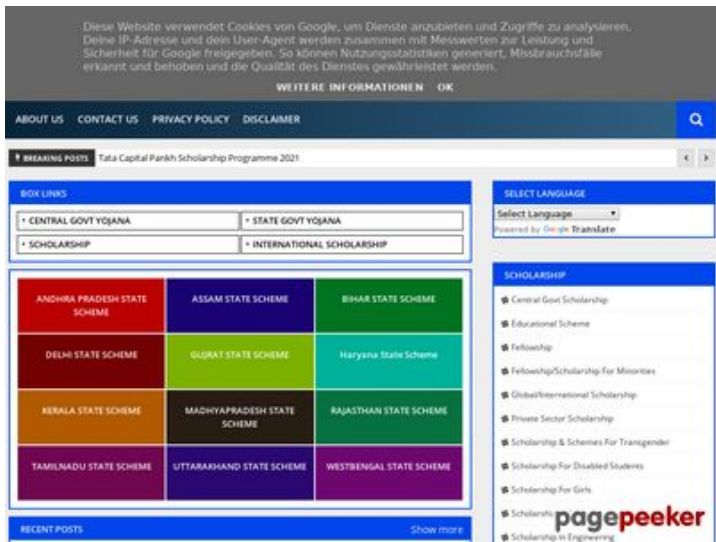 Diese Website verwendet Cookies von Google, um Dienste anzubieten und Zugriffe zu analysieren.
Deine IP-Adresse und dein User-Agent werden zusammen mit Messwerten zur Leistung und
Sicherheit für Google freigegeben. So können Nutzungsstatistiken generiert, Missbrauchsfälle
erkannt und behoben und die Qualität des Dienstes gewährleistet werden.
WEITERE INFORMATIONEN OK
ABOUT US CONTACT US PRIVACY POLICY DISCLAIMER
BREAKING POSTS Tata Capital Pankh Scholarship Programme 2021
BOX LINKS
CENTRAL GOVT YOJANA
STATE GOVT YOJANA
SCHOLARSHIP
INTERNATIONAL SCHOLARSHIP
ANDHRA PRADESH STATE
SCHEME
ASSAM STATE SCHEME
BIHAR STATE SCHEME
DELHI STATE SCHEME
GUJRAT STATE SCHEME
Haryana State Scheme
KERALA STATE SCHEME
MADHYAPRADESH STATE
SCHEME
RAJASTHAN STATE SCHEME
TAMILNADU STATE SCHEME
UTTARAKHAND STATE SCHEME
WESTBENGAL STATE SCHEME
RECENT POSTS Show more
SELECT LANGUAGE
Select Language
Powered by Google Translate
SCHOLARSHIP
Central Govt Scholarship
Educational Scheme
Fellowship
Fellowship/Scholarship For Minorities
Global/International Scholarship
Private Sector Scholarship
Scholarship & Schemes For Transgender
Scholarship For Disabled Students
Scholarship For Girls
Scholarship in Engineering
pagepeeker